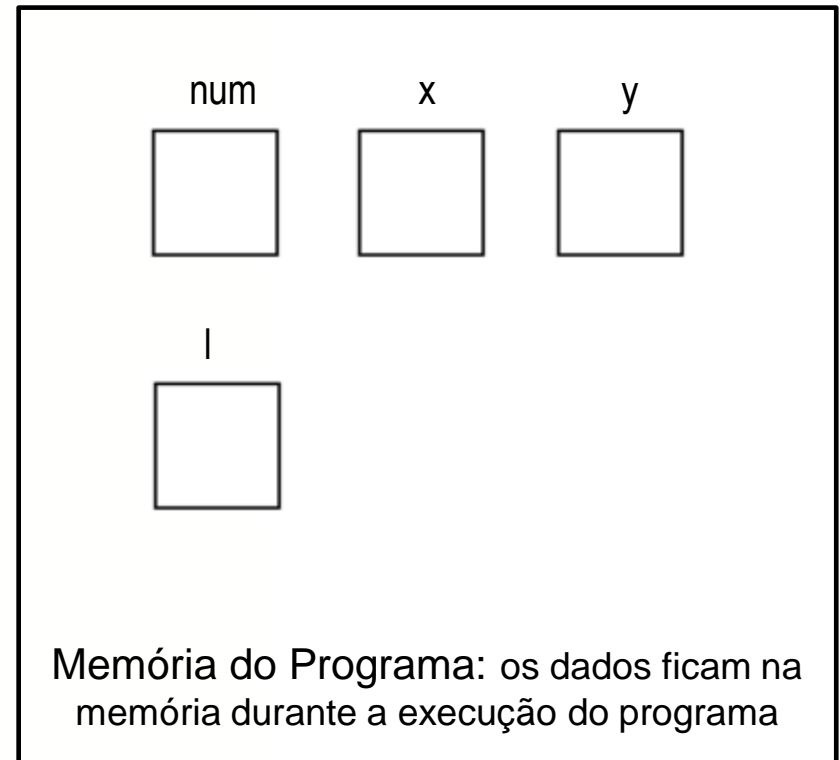 num x y
l
Memória do Programa: os dados ficam na
memória durante a execução do programa